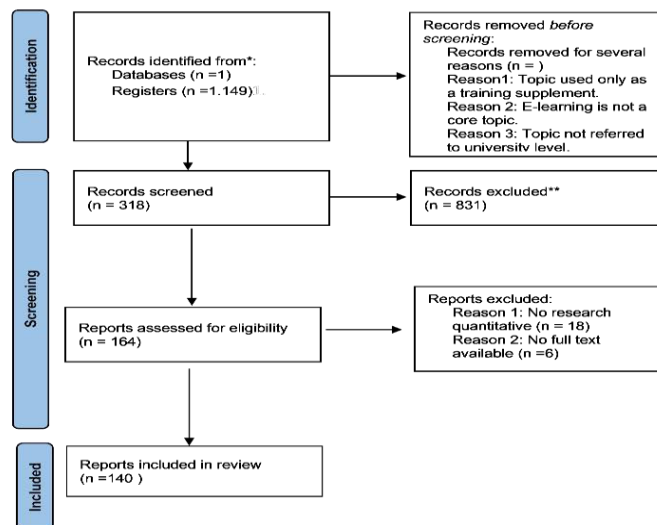 Identification
Records identified from*:
Databases (n =1)
Registers (n =1.149)
Records removed before
screening:
Records removed for several
reasons (n = )
Reason1: Topic used only as
a training supplement.
Reason 2: E-learning is not a
core topic.
Reason 3: Topic not referred
to university level.
Screening
Records screened
(n = 318)
Records excluded**
(n = 831)
Reports assessed for eligibility
(n = 164)
Reports excluded:
Reason 1: No research
quantitative (n = 18)
Reason 2: No full text
available (n =6)
Included
Reports included in review
(n =140 )